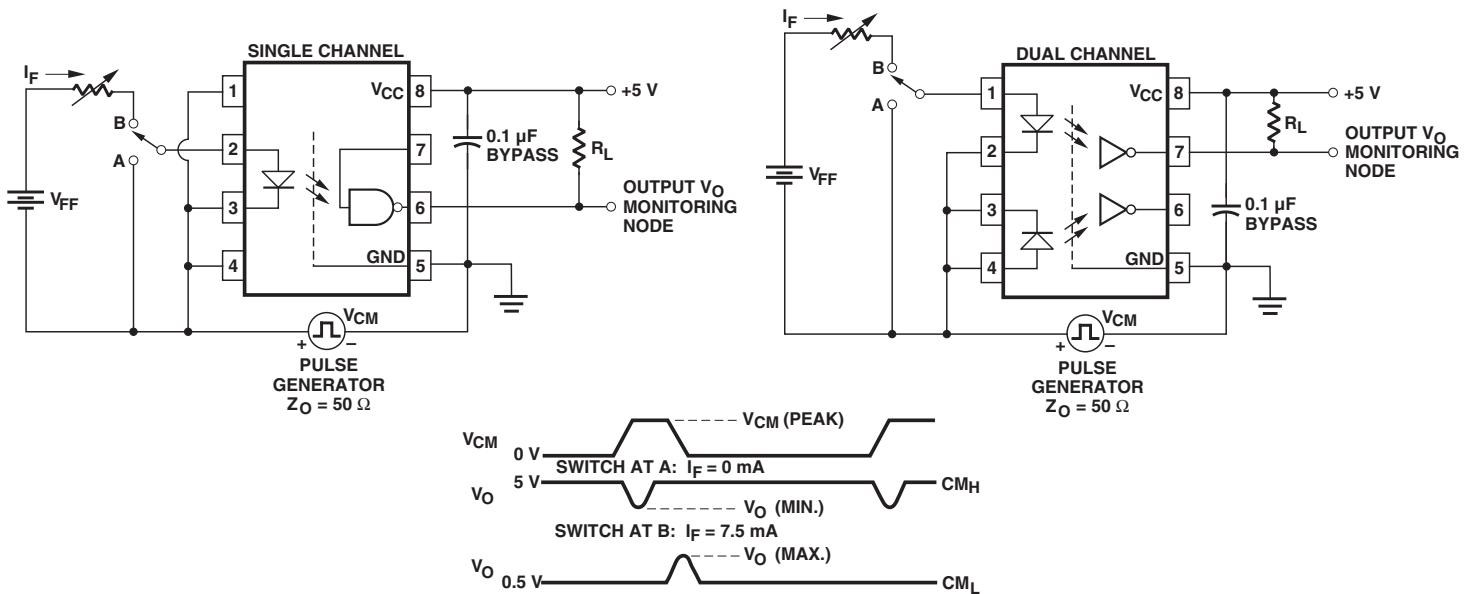 SINGLE CHANNEL
IF
B
A
VFF
1
2
3
4
VCC 8
7
6
GND 5
0.1 µF
BYPASS
RL
+5 V
OUTPUT VO
MONITORING
NODE
VCM
+ –
PULSE
GENERATOR
ZO = 50 Ω
DUAL CHANNEL
IF
B
A
VFF
1
2
3
4
VCC 8
7
6
GND 5
RL
+5 V
OUTPUT VO
MONITORING
NODE
0.1 µF
BYPASS
VCM
+ –
PULSE
GENERATOR
ZO = 50 Ω
VCM (PEAK)
VCM
0 V
SWITCH AT A: IF = 0 mA
VO 5 V
CMH
VO (MIN.)
SWITCH AT B: IF = 7.5 mA
VO (MAX.)
VO 0.5 V
CML